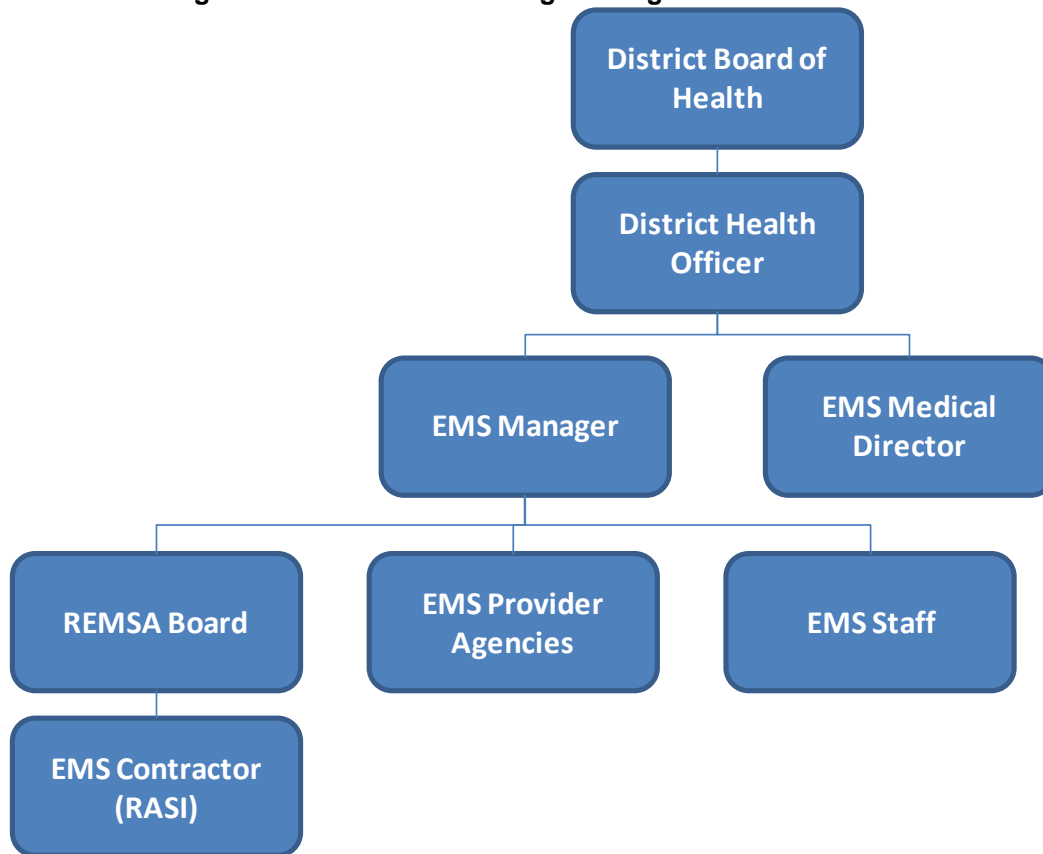 District Board of
Health
District Health
Officer
EMS Manager
EMS Medical
Director
REMSA Board
EMS Provider
Agencies
EMS Staff
EMS Contractor
(RASI)